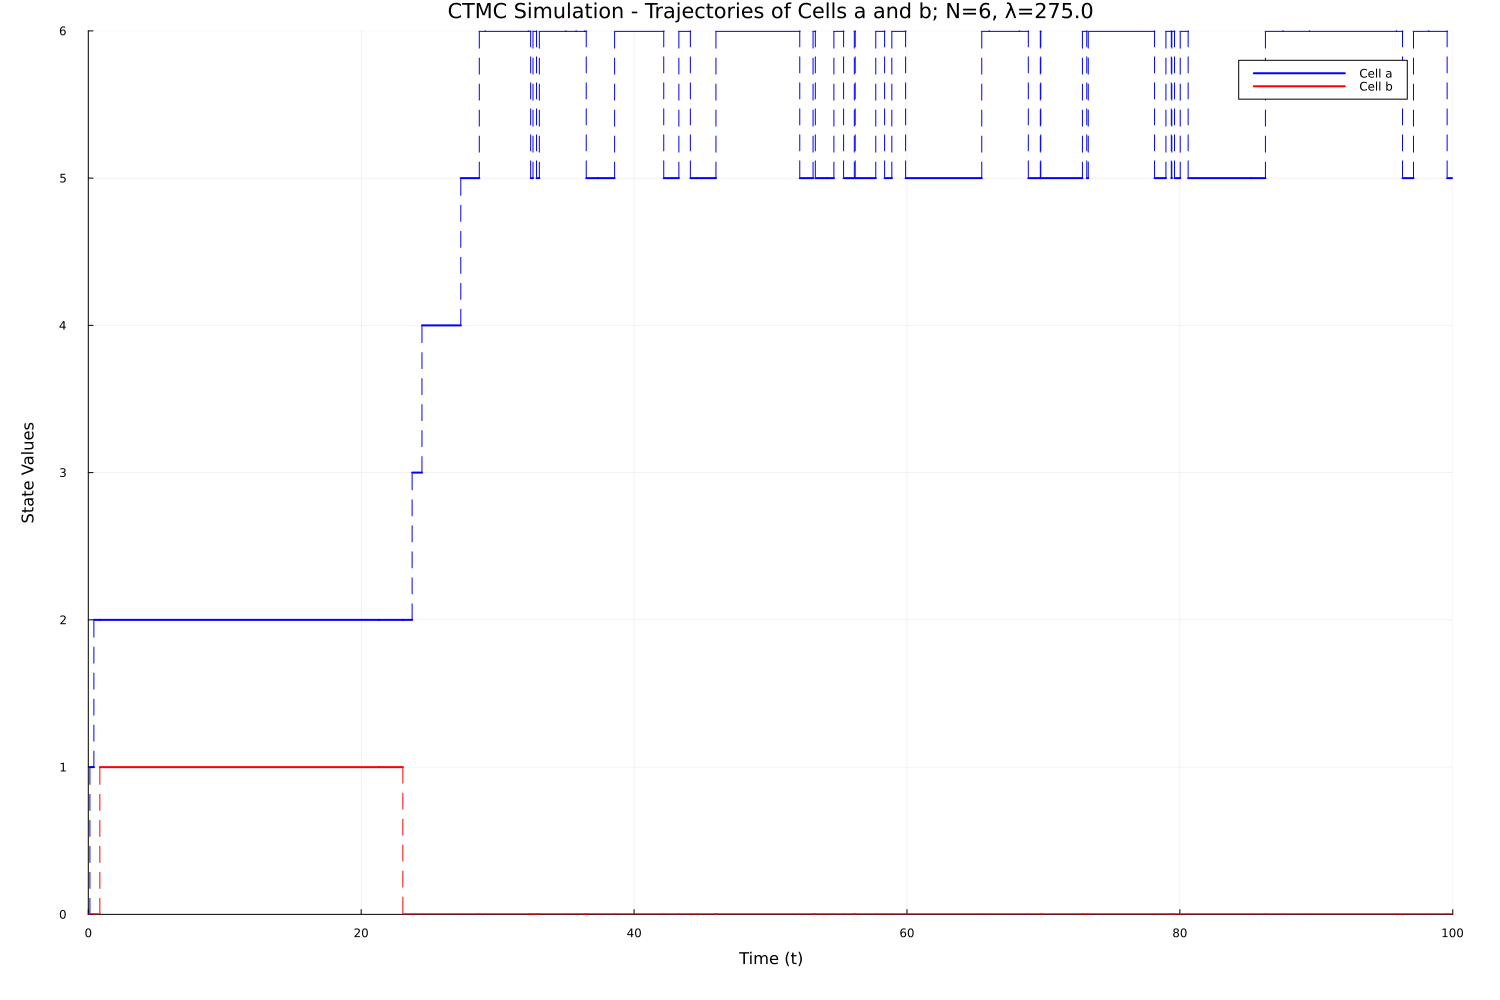 CTMC Simulation - Trajectories of Cells a and b; N=6, λ=275.0
6
Cell a
Cell b
5
4
State Values
3
2
1
0
0 20 40 60 80 100
Time (t)